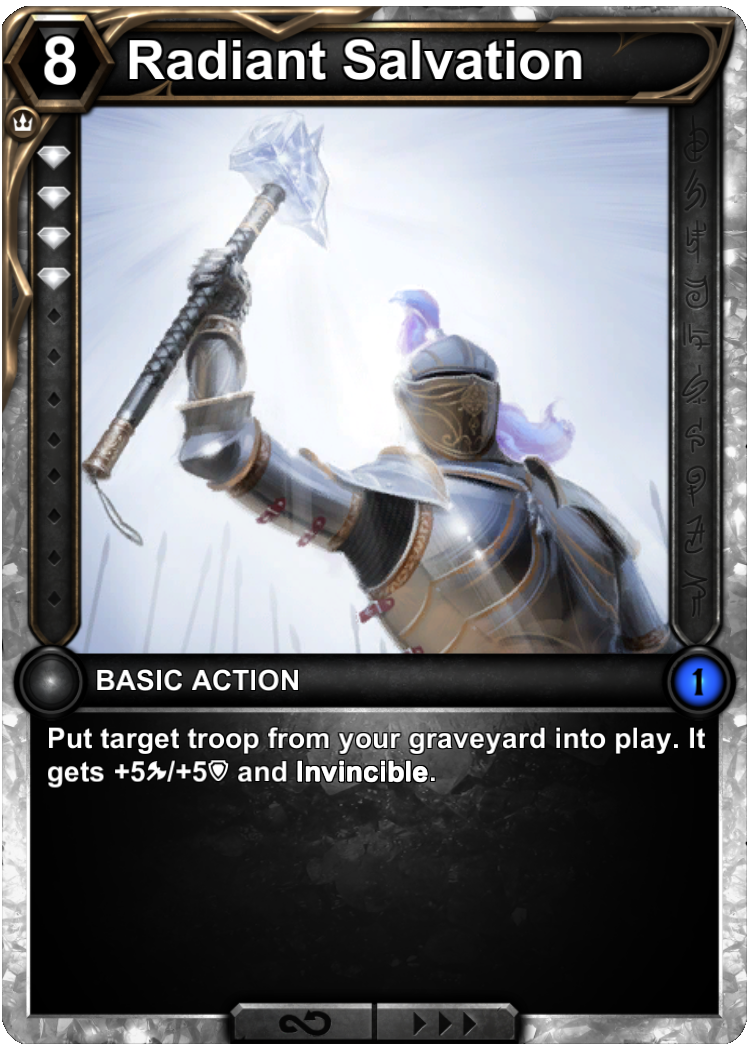 8 Radiant Salvation
BASIC ACTION 1
Put target troop from your graveyard into play. It
gets +5/+5 and Invincible.